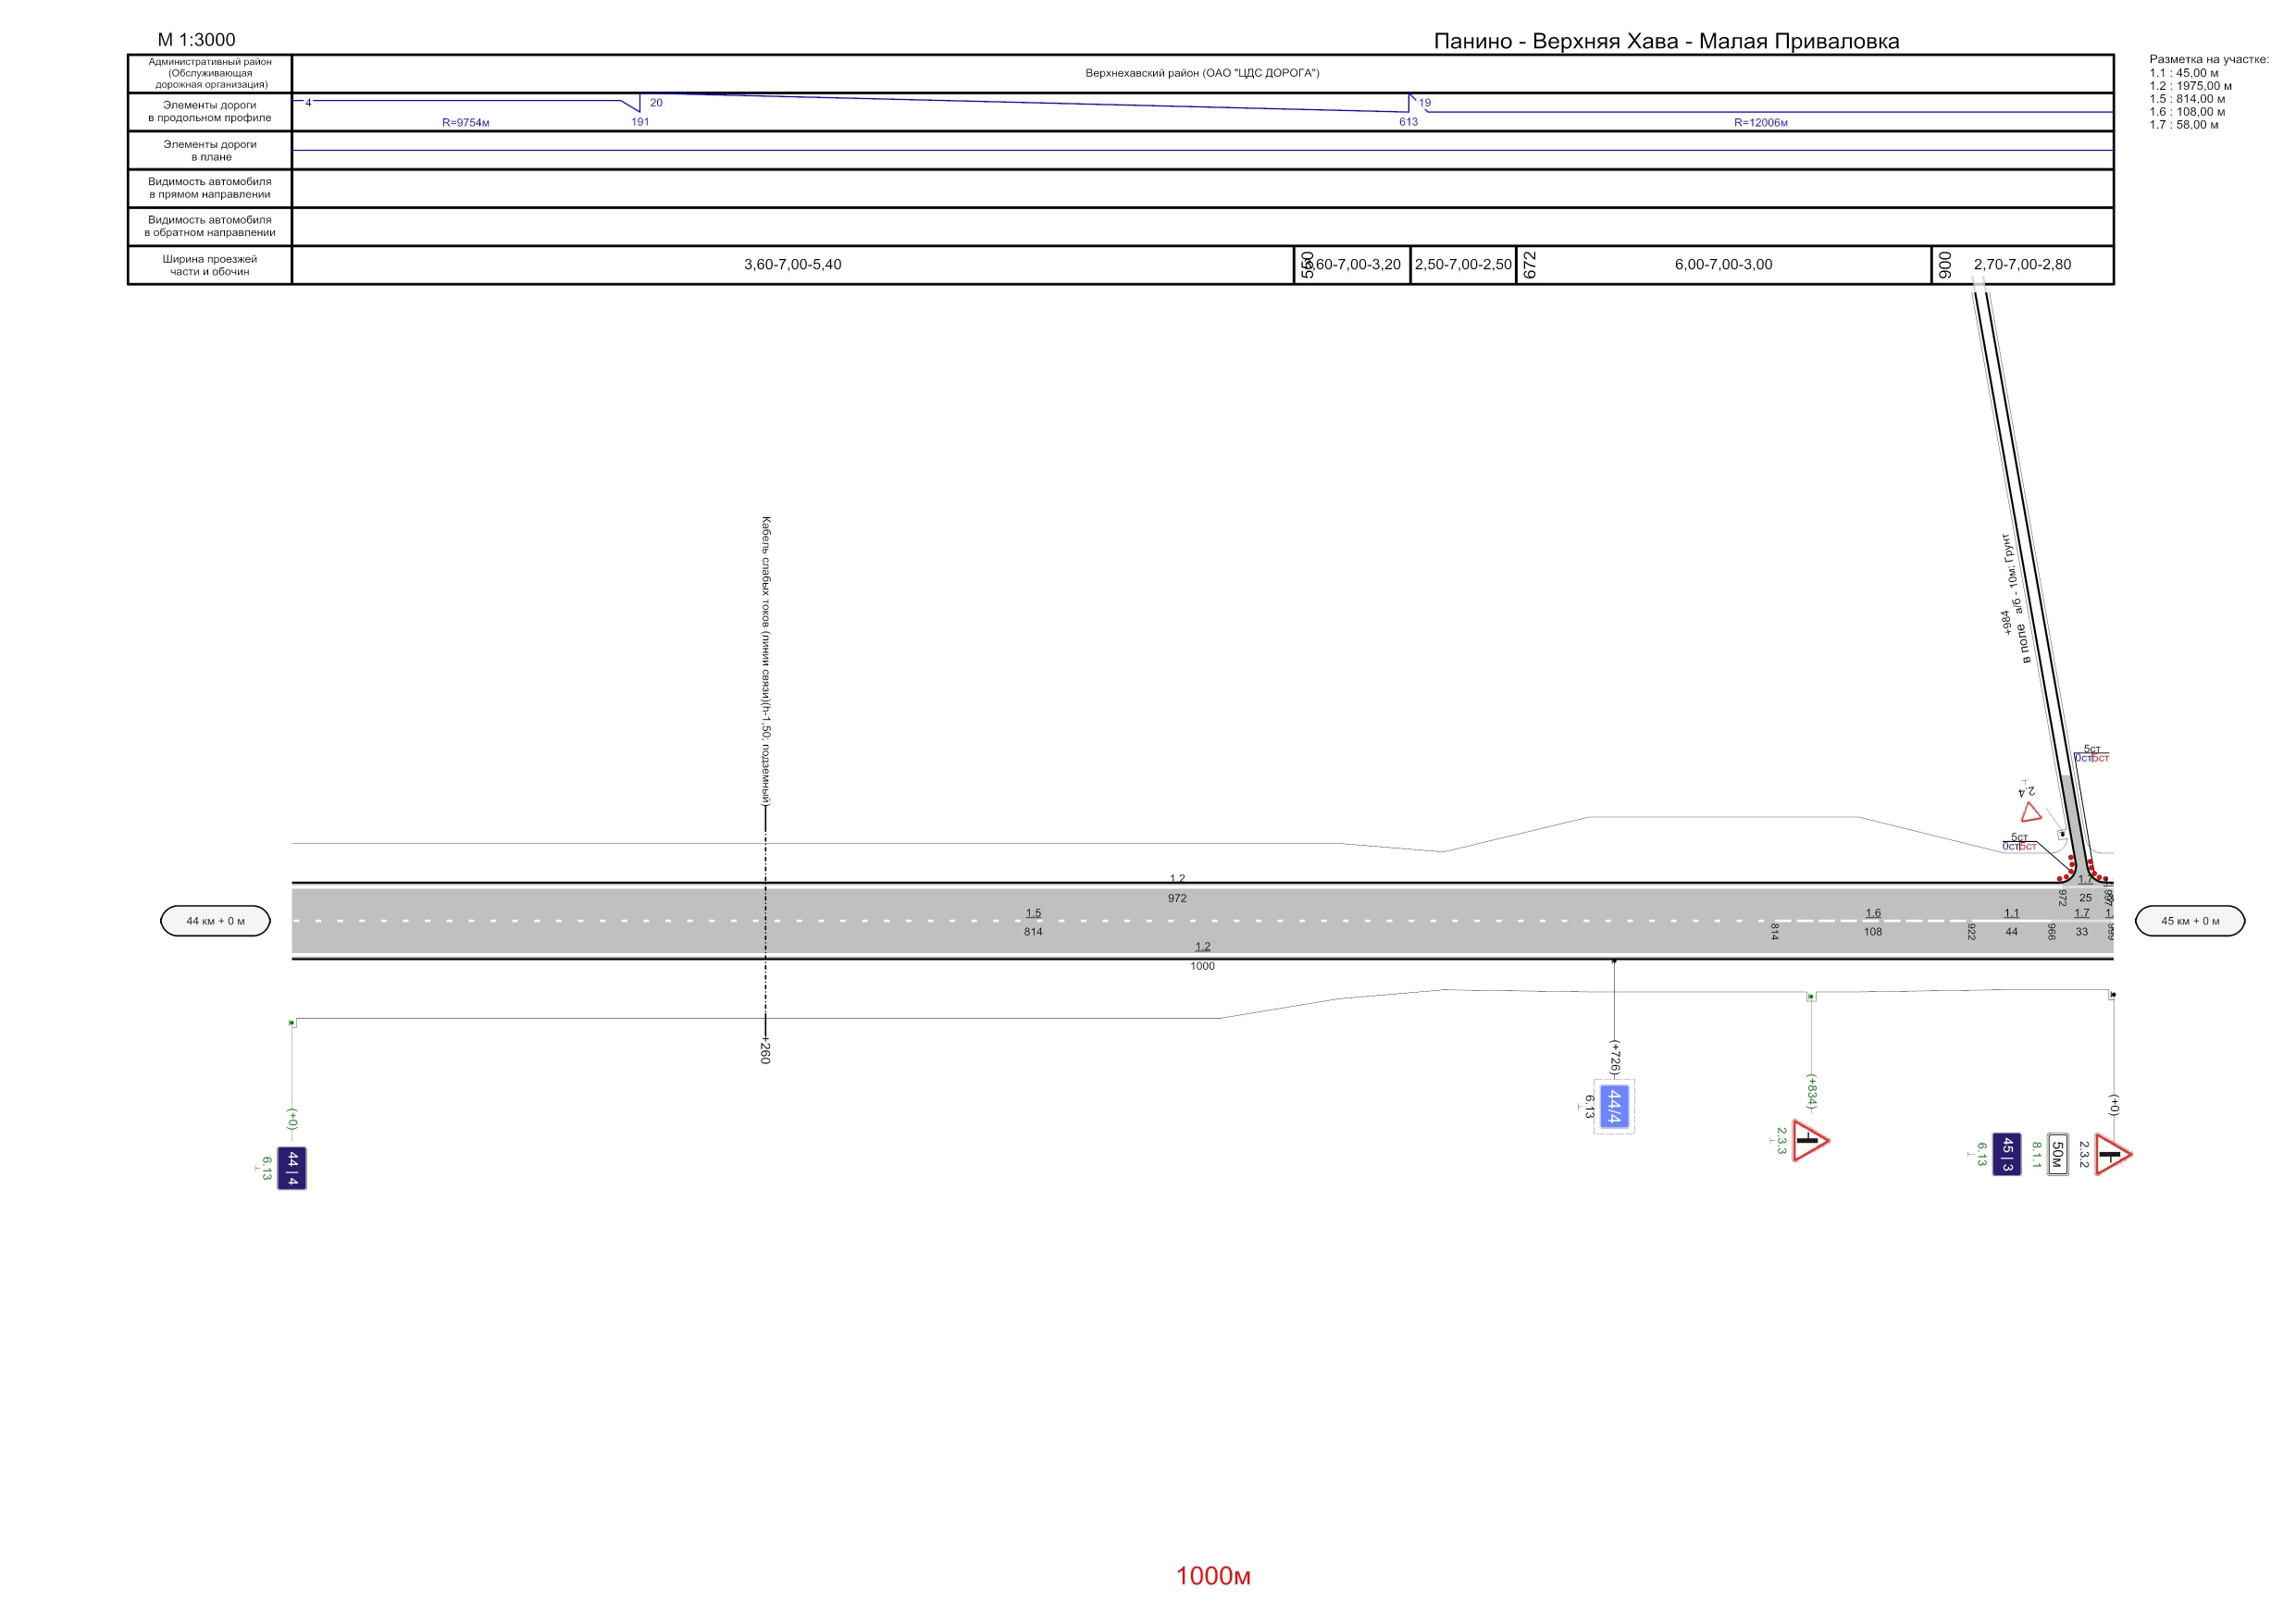 М 1:3000
Панино - Верхняя Хава - Малая Приваловка
Разметка на участке:
1.1 : 45,00 м
1.2 : 1975,00 м
1.5 : 814,00 м
1.6 : 108,00 м
1.7 : 58,00 м
Административный район
(Обслуживающая
дорожная организация)
Верхнехавский район (ОАО "ЦДС ДОРОГА")
Элементы дороги
в продольном профиле
4
R=9754м
20
191
19
613
R=12006м
Элементы дороги
в плане
Видимость автомобиля
в прямом направлении
Видимость автомобиля
в обратном направлении
Ширина проезжей
части и обочин
3,60-7,00-5,40
550
60-7,00-3,20
2,50-7,00-2,50
672
6,00-7,00-3,00
900
2,70-7,00-2,80
Кабель слабых токов (линии связи)(h-1,50; подземный)
в поле а/б - 10м; Грунт
+984
5ст
0ст 5ст
2.4
5ст
0ст 5ст
1.2
972
972
25
44 км + 0 м
1.5
814
814
1.6
108
922
1.1
44
966
1.7
33
999
45 км + 0 м
1.2
1000
+260
(+0)
44 | 4
6.13
(+726)
44/4
6.13
(+834)
2.3.3
(+0)
2.3.2
50м
8.1.1
45 | 3
6.13
1000м